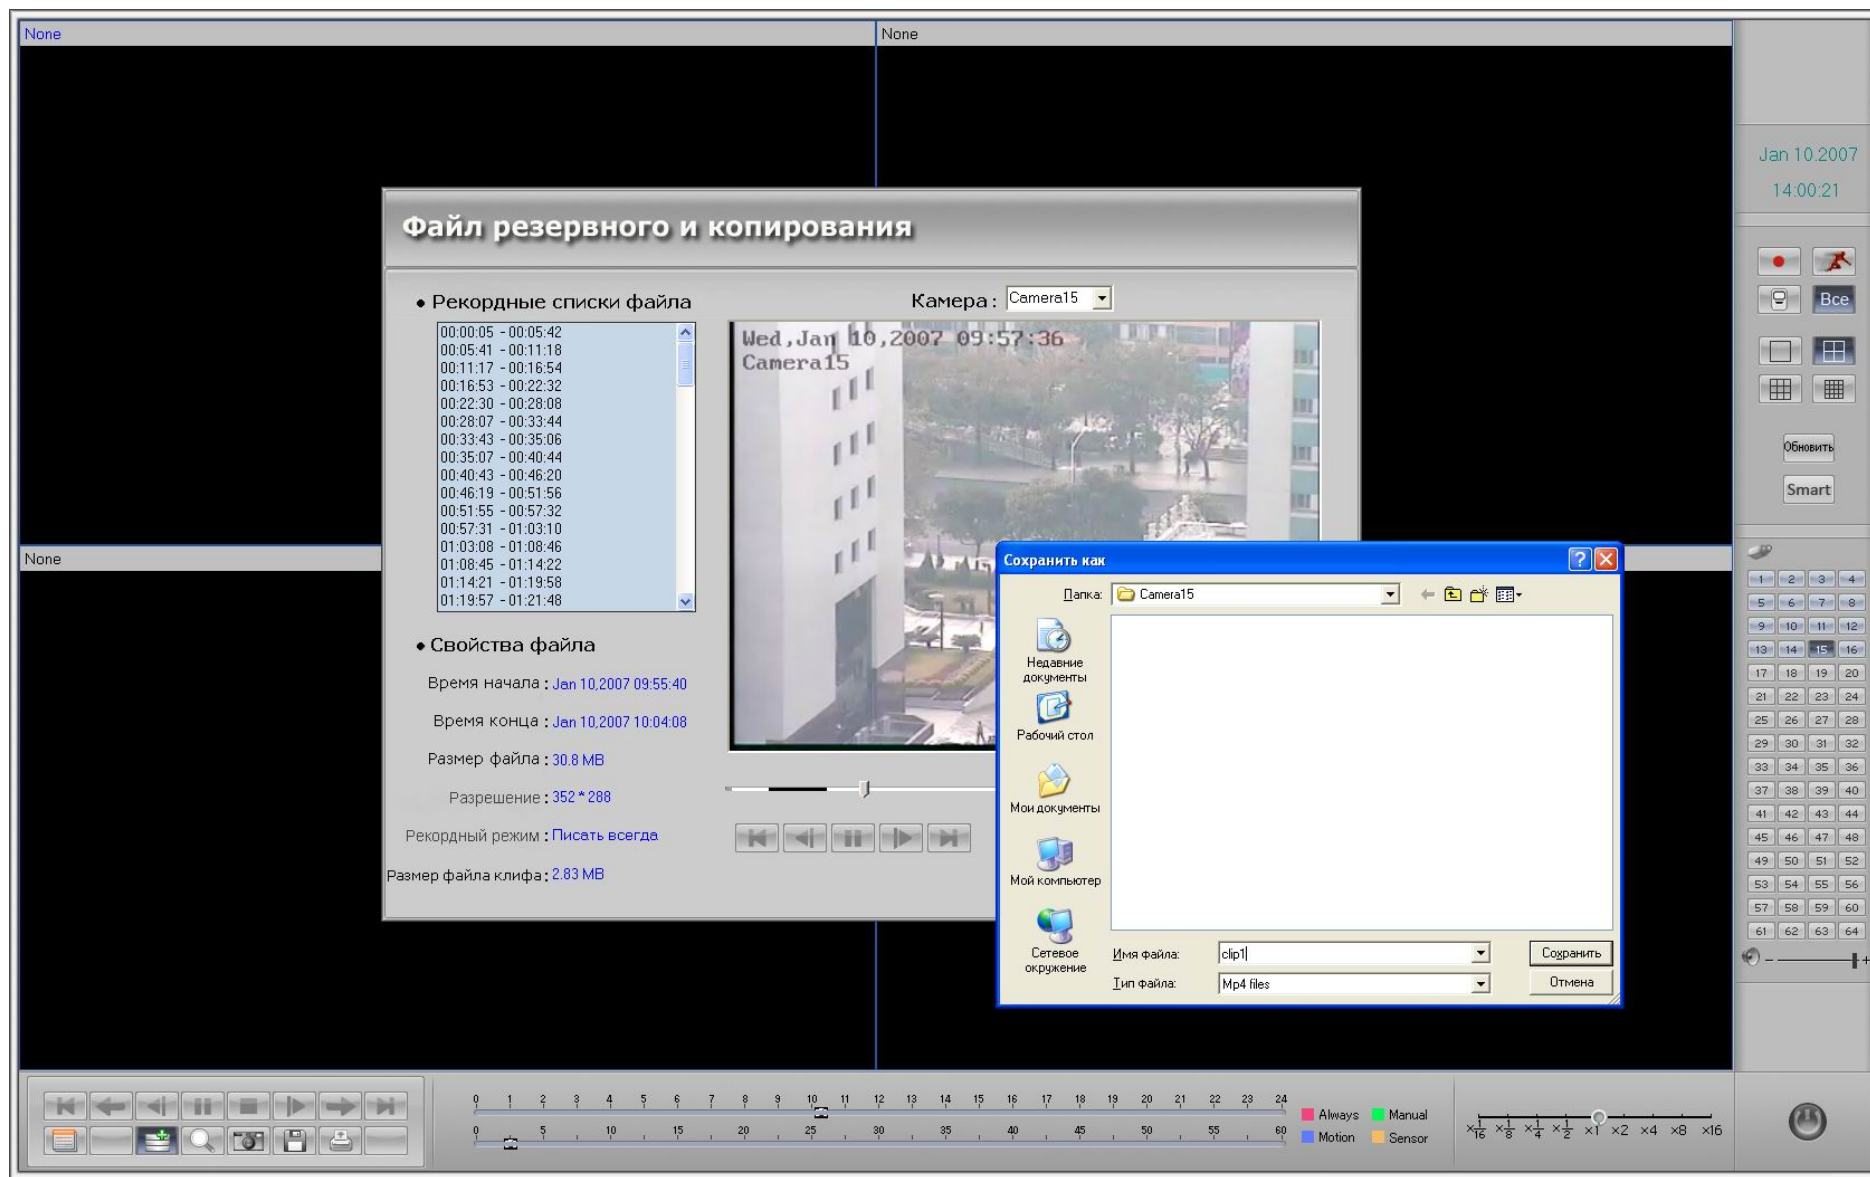 None
None
Jan 10.2007
14:00:21
Файл резервного и копирования
Рекордные списки файла
Камера : Camera15
00:00:05 - 00:05:42
00:05:41 - 00:11:18
00:11:17 - 00:16:54
00:16:53 - 00:22:32
00:22:30 - 00:28:08
00:28:07 - 00:33:44
00:33:43 - 00:35:06
00:35:07 - 00:40:44
00:40:43 - 00:46:20
00:46:19 - 00:51:56
00:51:55 - 00:57:32
00:57:31 - 01:03:10
01:03:08 - 01:08:46
01:08:45 - 01:14:22
01:14:21 - 01:19:58
01:19:57 - 01:21:48
Wed,Jan 10,2007 09:57:36
Camera15
Все
Обновить
Smart
None
Свойства файла
Время начала : Jan 10,2007 09:55:40
Время конца : Jan 10,2007 10:04:08
Размер файла : 30.8 MB
Разрешение : 352 * 288
Рекордный режим : Писать всегда
Размер файла клифа : 2.83 MB
Сохранить как
Папка: Camera15
Недавние
документы
Рабочий стол
Мои документы
Мой компьютер
Сетевое
окружение
Имя файла: clip1
Сохранить
Тип файла: Mp4 files
Отмена
1 2 3 4
5 6 7 8
9 10 11 12
13 14 15 16
17 18 19 20
21 22 23 24
25 26 27 28
29 30 31 32
33 34 35 36
37 38 39 40
41 42 43 44
45 46 47 48
49 50 51 52
53 54 55 56
57 58 59 60
61 62 63 64
- +
0 1 2 3 4 5 6 7 8 9 10 11 12 13 14 15 16 17 18 19 20 21 22 23 24
0 5 10 15 20 25 30 35 40 45 50 55 60
Always Manual
Motion Sensor
×1/16 ×1/8 ×1/4 ×1/2 ×1 ×2 ×4 ×8 ×16